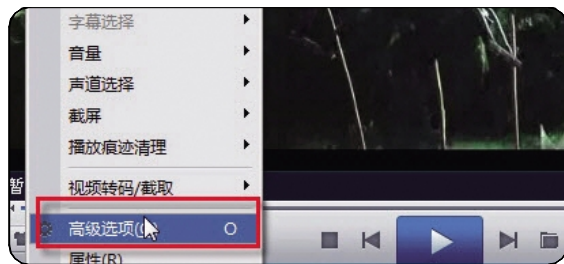 字幕选择
音量
声道选择
截屏
播放痕迹清理
暂
视频转码/截取
高级选项( O
属性(R)